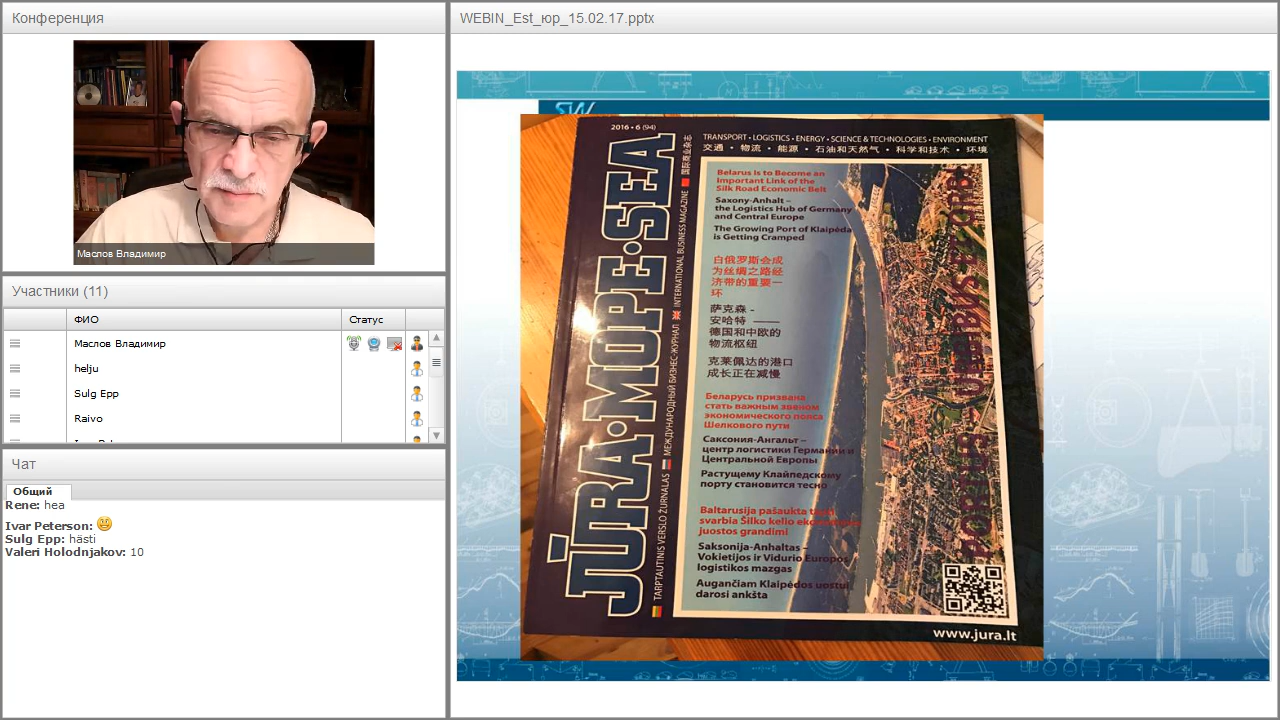 Конференция
Маслов Владимир
Участники (11)
ФИО
Статус
Маслов Владимир
helju
Sulg Epp
Raivo
Чат
Общий
Rene: hea
Ivar Peterson:
Sulg Epp: hästi
Valeri Holodnjakov: 10
WEBIN_Est_юр_15.02.17.pptx
SW
2016 • 6 (94)
JŪRA•МОРЕ•SEA
TARPTAUTINIS VERSLO ŽURNALAS
МЕЖДУНАРОДНЫЙ БИЗНЕС-ЖУРНАЛ
INTERNATIONAL BUSINESS MAGAZINE
国际商业杂志
TRANSPORT • LOGISTICS • ENERGY • SCIENCE & TECHNOLOGIES • ENVIRONMENT
交通 • 物流 • 能源 • 石油和天然气 • 科学和技术 • 环境
Belarus Is to Become an
Important Link of the
Silk Road Economic Belt
Saxony-Anhalt –
the Logistics Hub of Germany
and Central Europe
The Growing Port of Klaipėda
is Getting Cramped
白俄罗斯会成
为丝绸之路经
济带的重要一
环
萨克森 -
安哈特 ——
德国和中欧的
物流枢纽
克莱佩达的港口
成长正在减慢
Беларусь призвана
стать важным звеном
экономического пояса
Шелкового пути
Саксония-Ангальт –
центр логистики Германии и
Центральной Европы
Растущему Клайпедскому
порту становится тесно
Baltarusija pašaukta tapti
svarbia Šilko kelio ekonominės
juostos grandimi
Saksonija-Anhaltas –
Vokietijos ir Vidurio Europos
logistikos mazgas
Augančiam Klaipėdos uostui
darosi ankšta
www.jura.lt